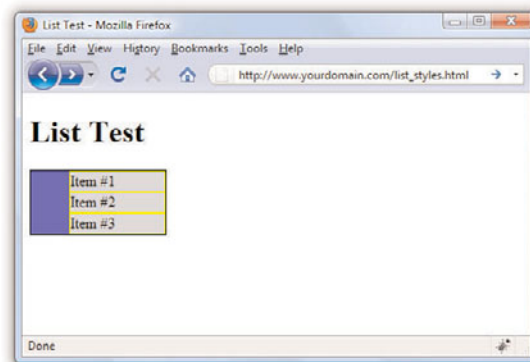 List Test - Mozilla Firefox
File Edit View History Bookmarks Tools Help
http://www.yourdomain.com/list_styles.html
List Test
Item #1
Item #2
Item #3
Done